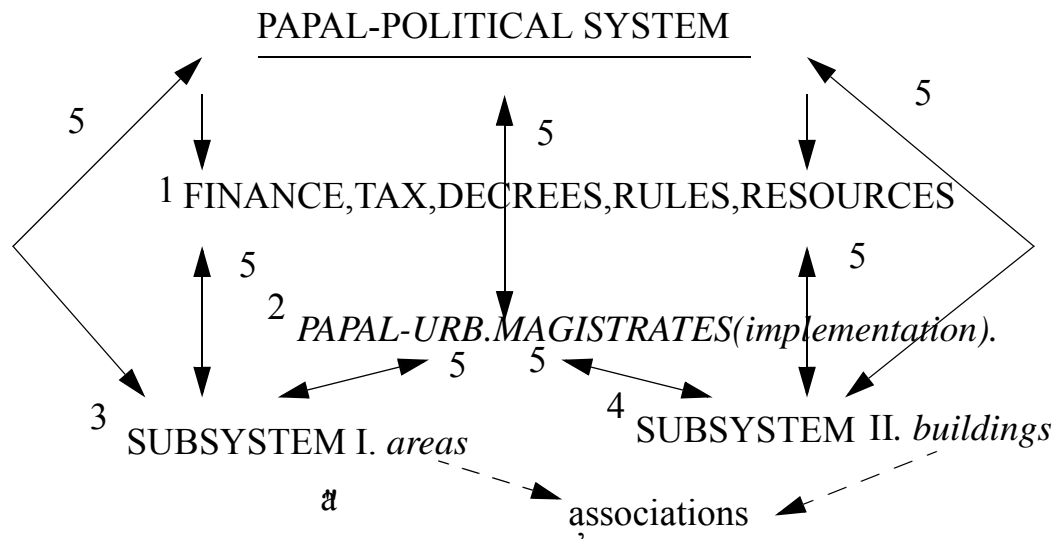 PAPAL-POLITICAL SYSTEM
5
5
5
1 FINANCE,TAX,DECREES,RULES,RESOURCES
5
5
2 PAPAL-URB.MAGISTRATES(implementation).
5
5
3 SUBSYSTEM I. areas
4 SUBSYSTEM II. buildings
associations